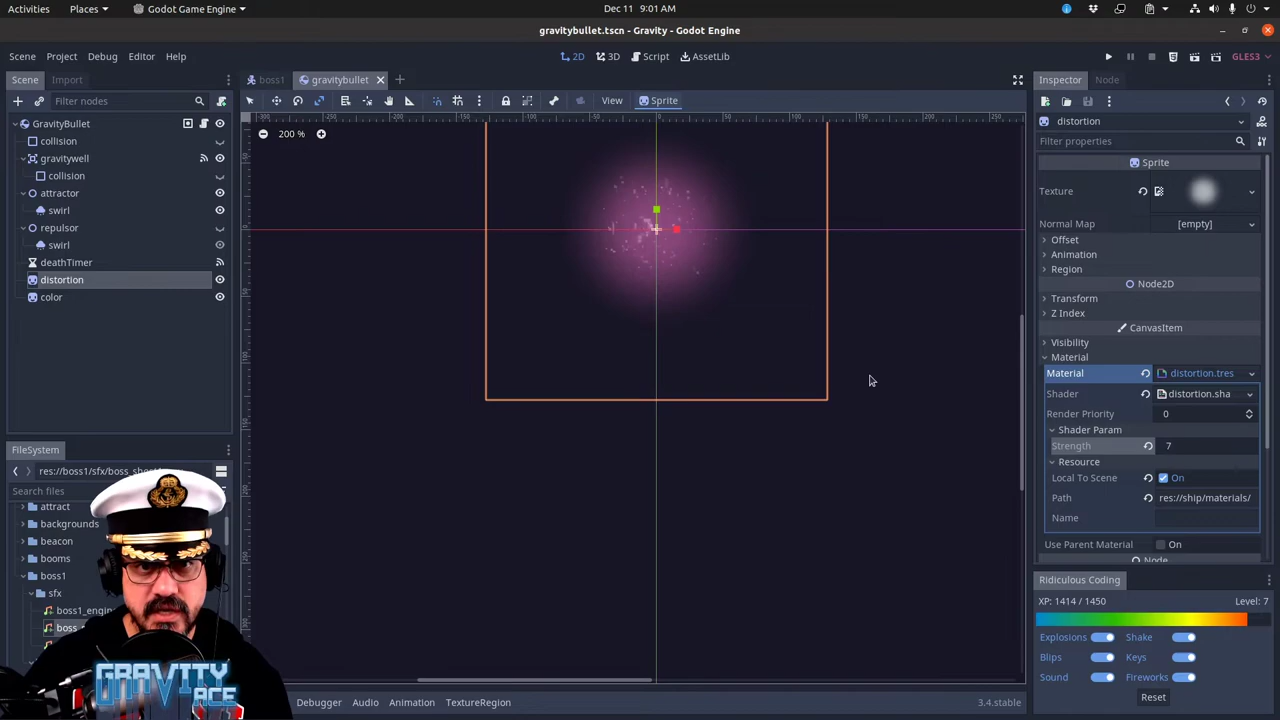 Activities
Places
Godot Game Engine
Dec 11 9:01 AM
gravitybullet.tscn - Gravity - Godot Engine
Scene Project Debug Editor Help
2D 3D Script AssetLib
GLES3
Scene Import
boss1 gravitybullet
Inspector Node
Filter nodes
View Sprite
distortion
200 %
Filter properties
GravityBullet
collision
gravitywell
collision
attractor
swirl
repulsor
swirl
deathTimer
distortion
color
Sprite
Texture
Normal Map [empty]
Offset
Animation
Region
Node2D
Transform
Z Index
CanvasItem
Visibility
Material
Material distortion.tres
Shader distortion.sha
Render Priority 0
Shader Param
Strength 7
Resource
Local To Scene On
Path res://ship/materials/
Name
Use Parent Material On
Node
FileSystem
res://boss1/sfx/boss_sho
Search files
attract
backgrounds
beacon
booms
boss1
sfx
boss1_engin
boss_
Ridiculous Coding
XP: 1414 / 1450 Level: 7
Explosions Shake
Blips Keys
Sound Fireworks
Reset
GRAVITY
ACE
Debugger Audio Animation TextureRegion
3.4.stable